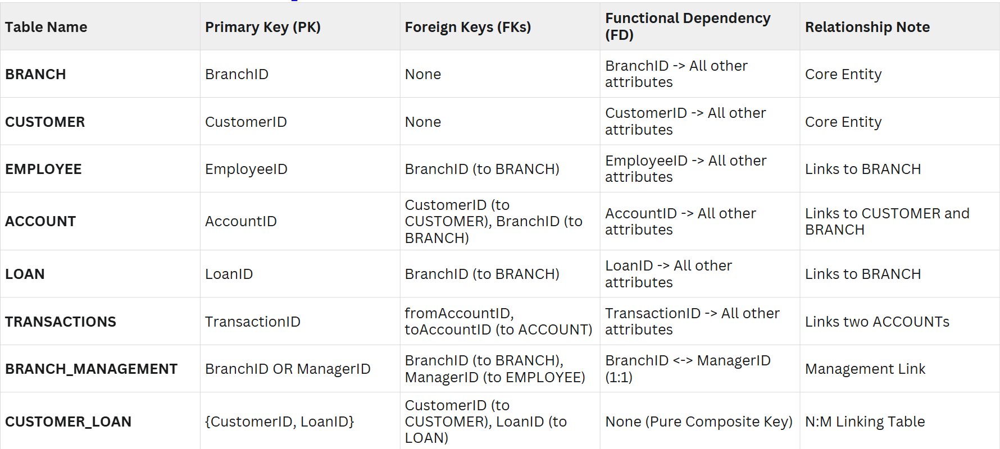 Table Name
Primary Key (PK)
Foreign Keys (FKs)
Functional Dependency
(FD)
Relationship Note
BRANCH
BranchID
None
BranchID -> All other
attributes
Core Entity
CUSTOMER
CustomerID
None
CustomerID -> All other
attributes
Core Entity
EMPLOYEE
EmployeeID
BranchID (to BRANCH)
EmployeeID -> All other
attributes
Links to BRANCH
ACCOUNT
AccountID
CustomerID (to
CUSTOMER), BranchID (to
BRANCH)
AccountID -> All other
attributes
Links to CUSTOMER and
BRANCH
LOAN
LoanID
BranchID (to BRANCH)
LoanID -> All other
attributes
Links to BRANCH
TRANSACTIONS
TransactionID
fromAccountID,
toAccountID (to ACCOUNT)
TransactionID -> All other
attributes
Links two ACCOUNTs
BRANCH_MANAGEMENT
BranchID OR ManagerID
BranchID (to BRANCH),
ManagerID (to EMPLOYEE)
BranchID <-> ManagerID
(1:1)
Management Link
CUSTOMER_LOAN
{CustomerID, LoanID}
CustomerID (to
CUSTOMER), LoanID (to
LOAN)
None (Pure Composite Key)
N:M Linking Table